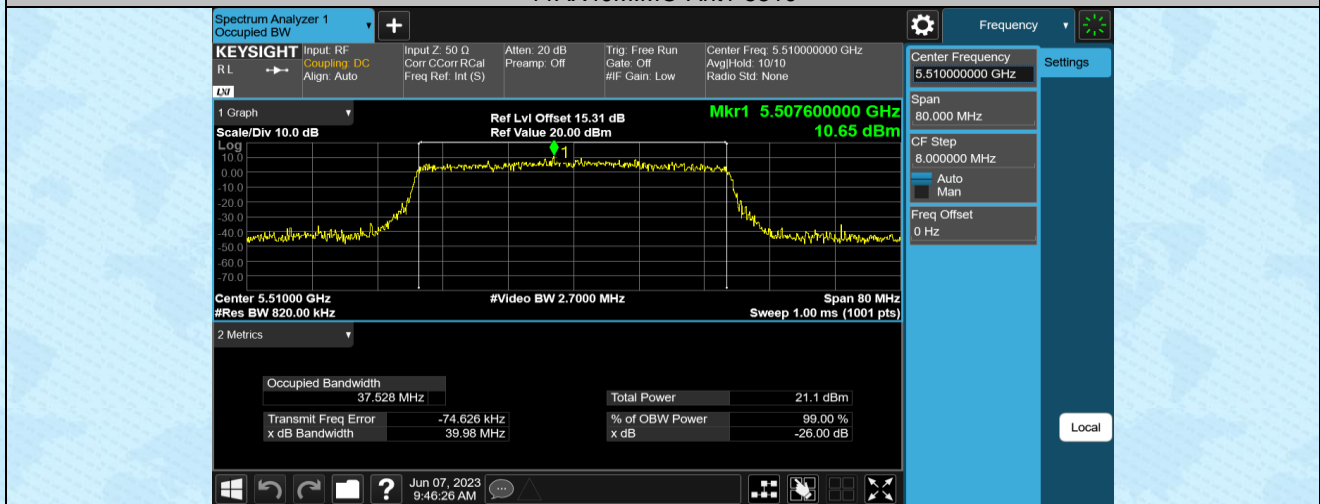 Spectrum Analyzer 1
Occupied BW
Frequency
KEYSIGHT
R L
LXI
Input: RF
Coupling: DC
Align: Auto
Input Z: 50 Ω
Corr CCorr RCal
Freq Ref: Int (S)
Atten: 20 dB
Preamp: Off
Trig: Free Run
Gate: Off
#IF Gain: Low
Center Freq: 5.510000000 GHz
Avg|Hold: 10/10
Radio Std: None
Center Frequency
5.510000000 GHz
Settings
Span
80.000 MHz
CF Step
8.000000 MHz
Auto
Man
Freq Offset
0 Hz
1 Graph
Scale/Div 10.0 dB
Ref Lvl Offset 15.31 dB
Ref Value 20.00 dBm
Mkr1 5.507600000 GHz
10.65 dBm
Log
10.0
0.00
-10.0
-20.0
-30.0
-40.0
-50.0
-60.0
-70.0
1
Center 5.51000 GHz
#Res BW 820.00 kHz
#Video BW 2.7000 MHz
Span 80 MHz
Sweep 1.00 ms (1001 pts)
2 Metrics
Occupied Bandwidth
37.528 MHz
Total Power 21.1 dBm
Transmit Freq Error -74.626 kHz
% of OBW Power 99.00 %
x dB Bandwidth 39.98 MHz
x dB -26.00 dB
Local
?
Jun 07, 2023
9:46:26 AM